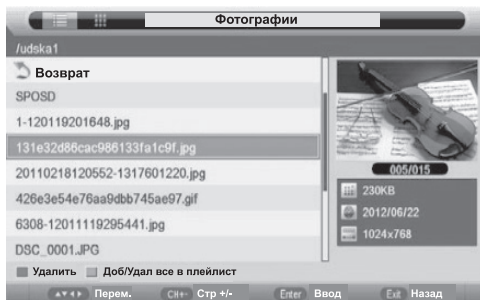 Фотографии
/udska1
Возврат
SPOSD
1-120119201648.jpg
131e32d86cac986133fa1c9f.jpg
20110218120552-1317601220.jpg
426e3e54e76aa9dbb745ae97.gif
6308-12011119295441.jpg
DSC_0001.JPG
005/015
230KB
2012/06/22
1024x768
Удалить Доб/Удал все в плейлист
Перем. CH+- Стр +/- Enter Ввод Exit Назад